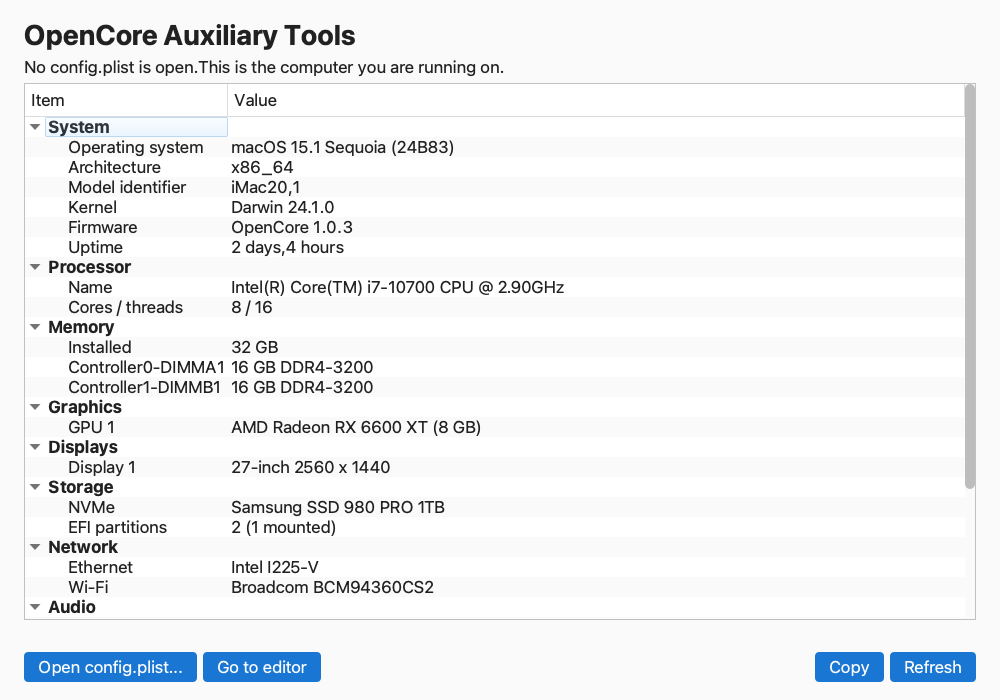 OpenCore Auxiliary Tools
No config.plist is open.This is the computer you are running on.
Item Value
System
Operating system macOS 15.1 Sequoia (24B83)
Architecture x86_64
Model identifier iMac20,1
Kernel Darwin 24.1.0
Firmware OpenCore 1.0.3
Uptime 2 days,4 hours
Processor
Name Intel(R) Core(TM) i7-10700 CPU @ 2.90GHz
Cores / threads 8 / 16
Memory
Installed 32 GB
Controller0-DIMMA1 16 GB DDR4-3200
Controller1-DIMMB1 16 GB DDR4-3200
Graphics
GPU 1 AMD Radeon RX 6600 XT (8 GB)
Displays
Display 1 27-inch 2560 x 1440
Storage
NVMe Samsung SSD 980 PRO 1TB
EFI partitions 2 (1 mounted)
Network
Ethernet Intel I225-V
Wi-Fi Broadcom BCM94360CS2
Audio
Open config.plist... Go to editor Copy Refresh